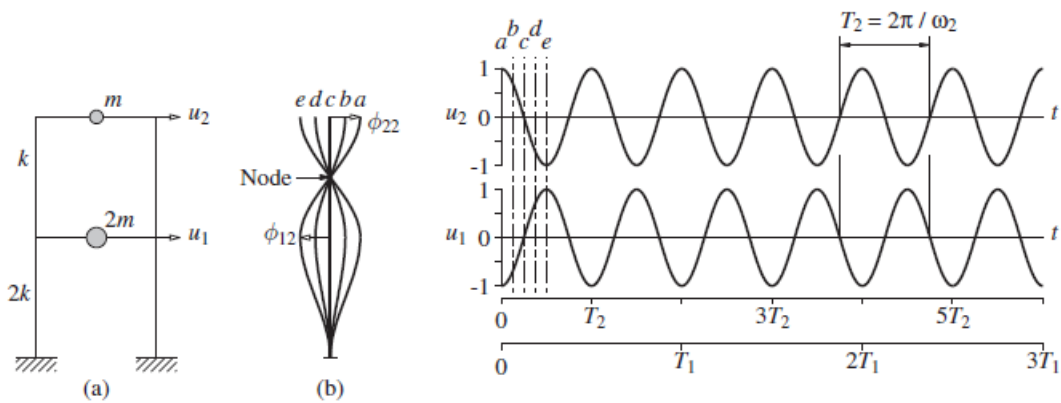 m
u₂
k
2m
u₁
2k
(a)
e d c b a
ϕ₂₂
Node
ϕ₁₂
(b)
a b c d e
T₂ = 2π / ω₂
1
u₂ 0
t
-1
1
u₁ 0
t
-1
0 T₂ 3T₂ 5T₂
0 T₁ 2T₁ 3T₁